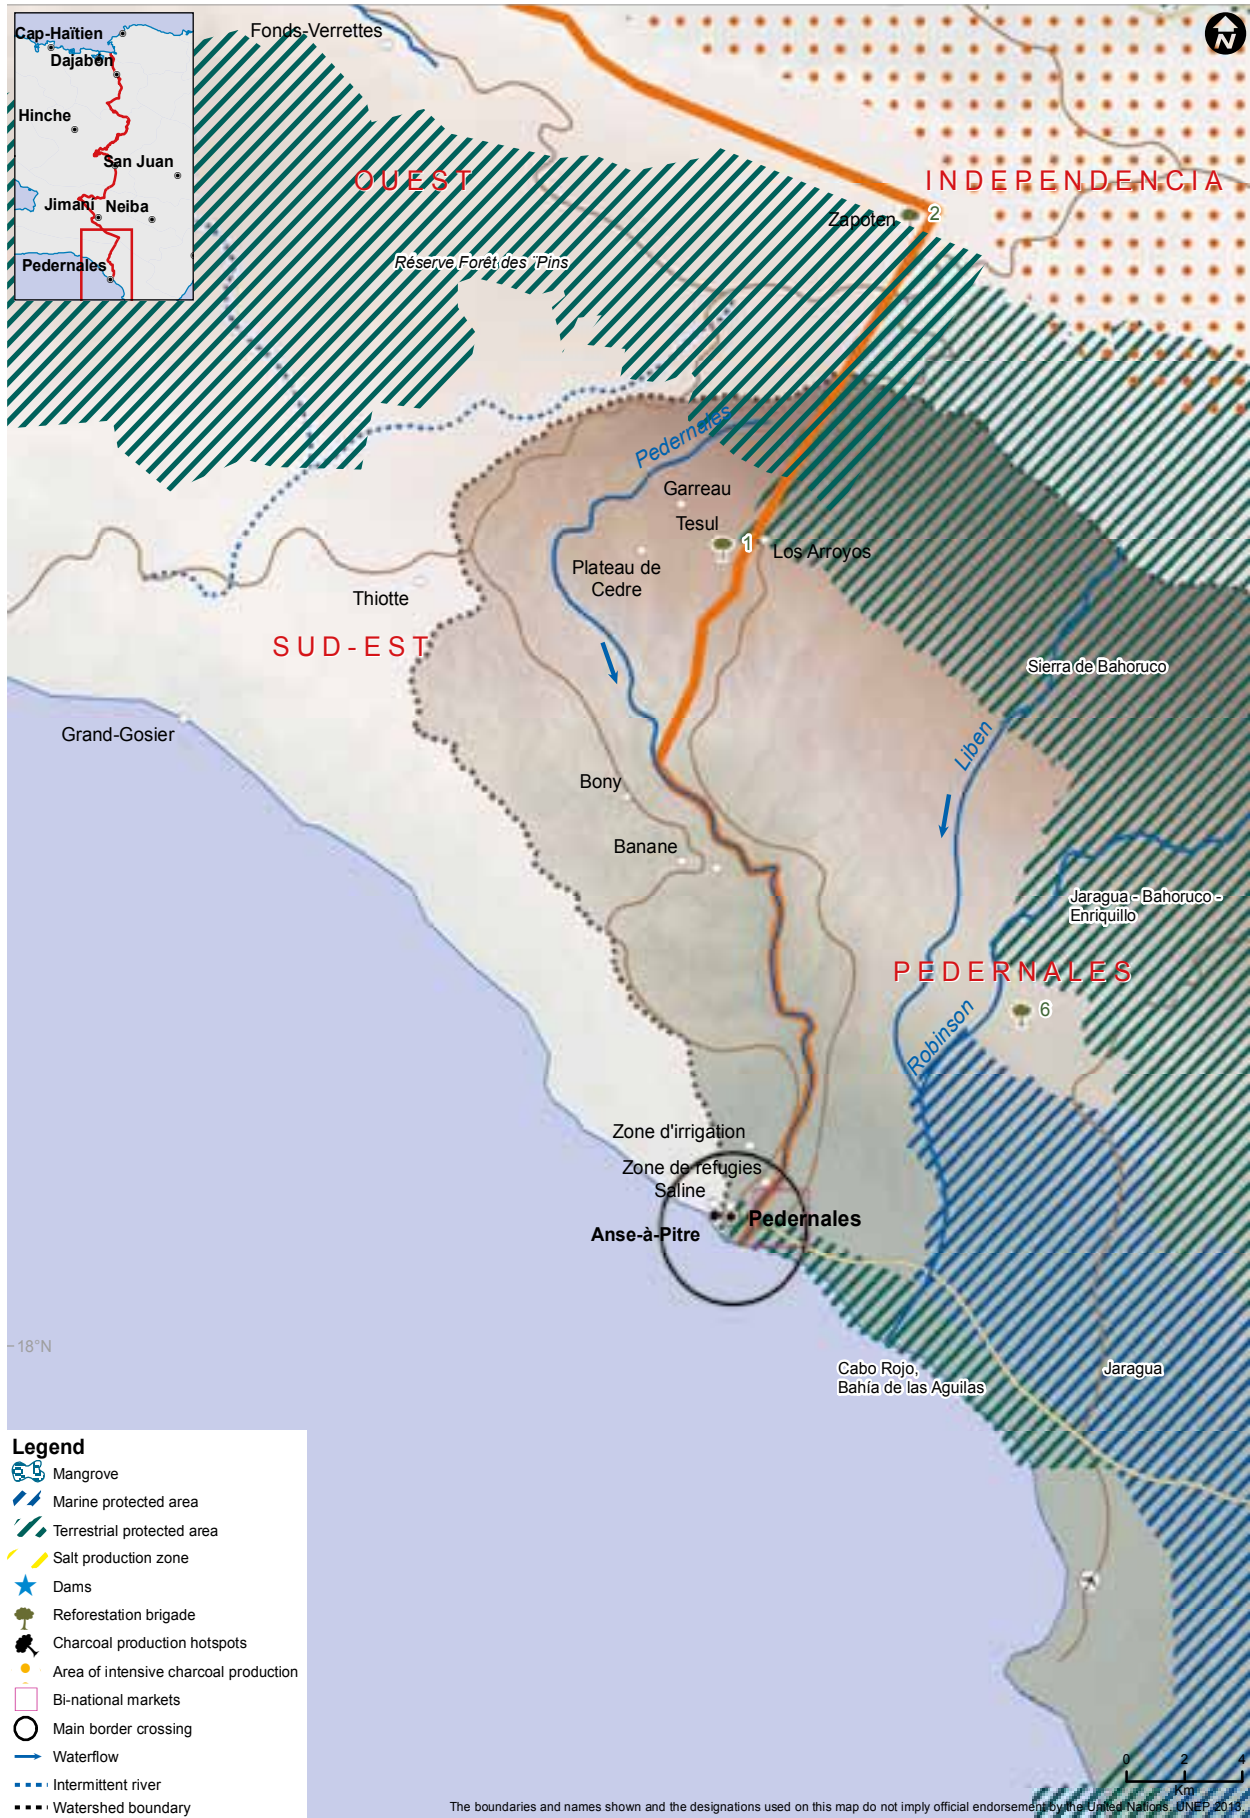 Cap-Haïtien
Dajabón
Hinche
San Juan
Jimani
Neiba
Pedernales
Fonds-Verrettes
N
OUEST
INDEPENDENCIA
Zapoten
2
Réserve Forêt des ¨Pins
Pedernales
Garreau
Tesul
1
Los Arroyos
Plateau de
Cedre
Thiotte
SUD-EST
Sierra de Bahoruco
Grand-Gosier
Liben
Bony
Banane
Jaragua - Bahoruco -
Enriquillo
PEDERNALES
6
Robinson
Zone d'irrigation
Zone de refugies
Saline
Pedernales
Anse-à-Pitre
18°N
Cabo Rojo,
Bahía de las Aguilas
Jaragua
Legend
Mangrove
Marine protected area
Terrestrial protected area
Salt production zone
Dams
Reforestation brigade
Charcoal production hotspots
Area of intensive charcoal production
Bi-national markets
Main border crossing
Waterflow
Intermittent river
Watershed boundary
0 2 4
Km
The boundaries and names shown and the designations used on this map do not imply official endorsement by the United Nations. UNEP 2013.